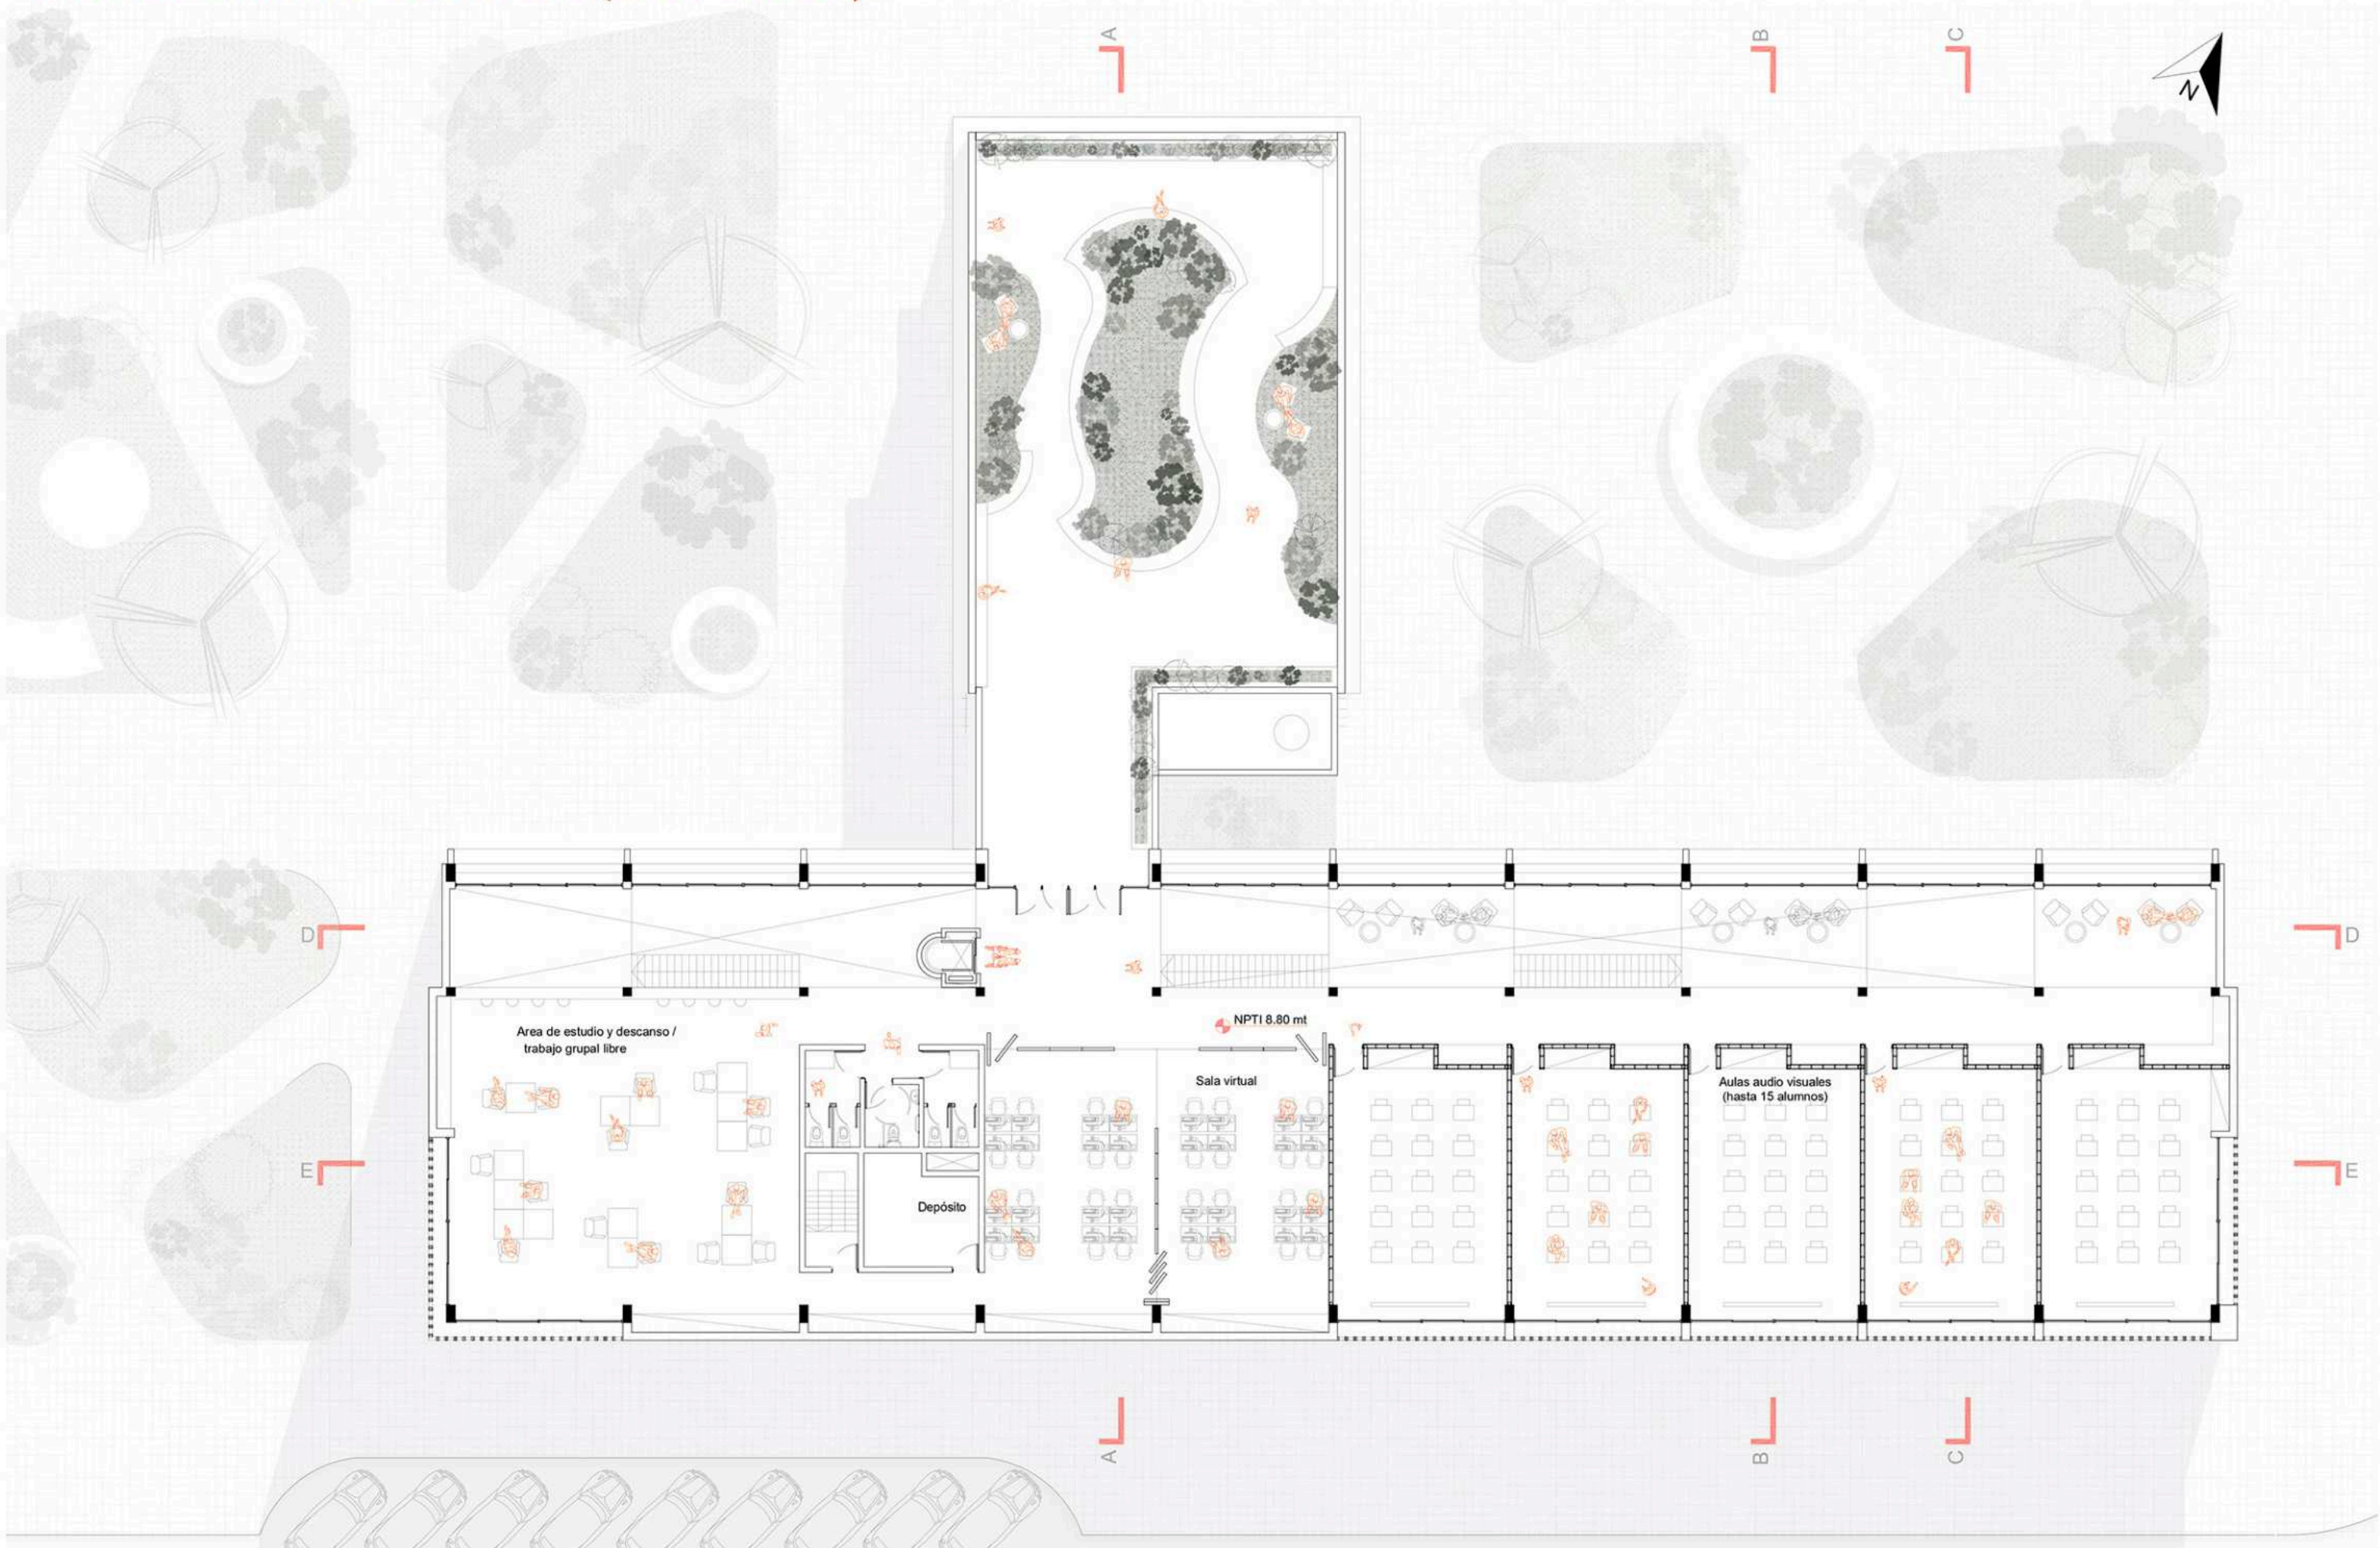 A
B
C
N
D
D
NPTI 8.80 mt
Area de estudio y descanso /
trabajo grupal libre
Sala virtual
Aulas audio visuales
(hasta 15 alumnos)
E
E
Depósito
A
B
C